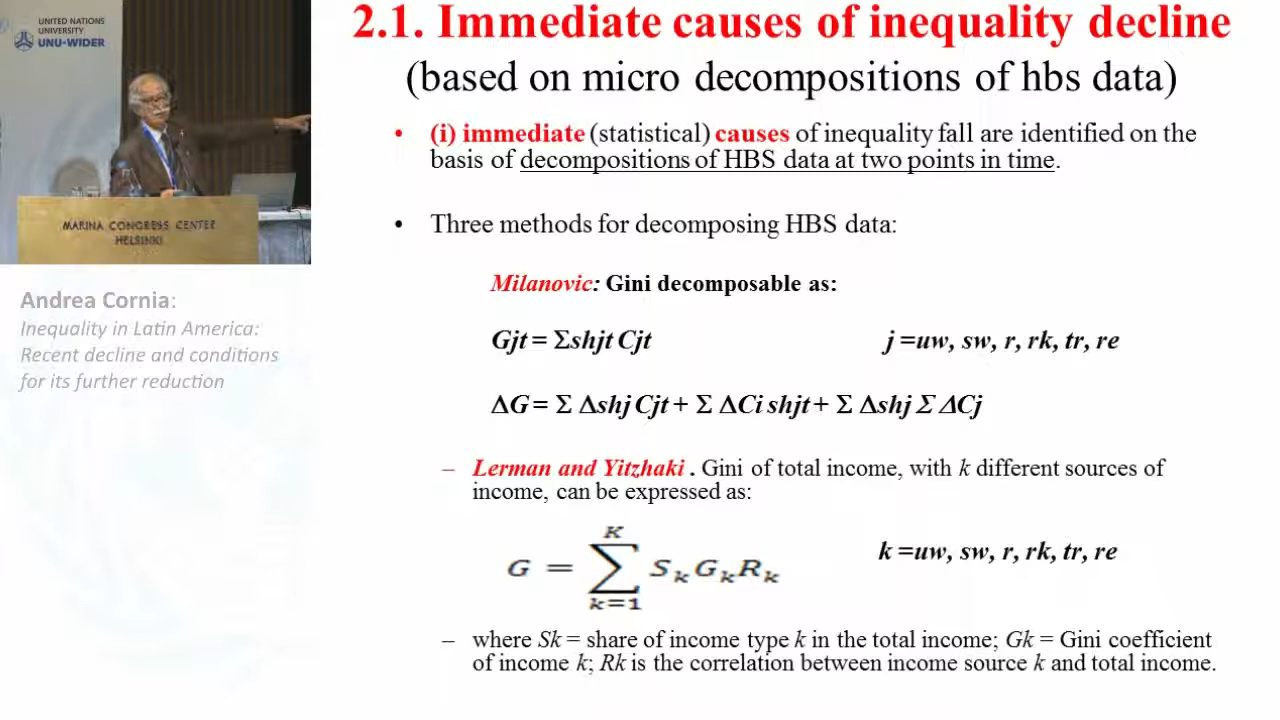 UNITED NATIONS
UNIVERSITY
UNU-WIDER
MARINA CONGRESS CENTER
HELSINKI
Andrea Cornia:
Inequality in Latin America:
Recent decline and conditions
for its further reduction
2.1. Immediate causes of inequality decline
(based on micro decompositions of hbs data)
• (i) immediate (statistical) causes of inequality fall are identified on the
basis of decompositions of HBS data at two points in time.
• Three methods for decomposing HBS data:
Milanovic: Gini decomposable as:
Gjt = Σshjt Cjt j =uw, sw, r, rk, tr, re
ΔG = Σ Δshj Cjt + Σ ΔCi shjt + Σ Δshj Σ ΔCj
– Lerman and Yitzhaki . Gini of total income, with k different sources of
income, can be expressed as:
K
G = ∑ SₖGₖRₖ k =uw, sw, r, rk, tr, re
k=1
– where Sk = share of income type k in the total income; Gk = Gini coefficient
of income k; Rk is the correlation between income source k and total income.